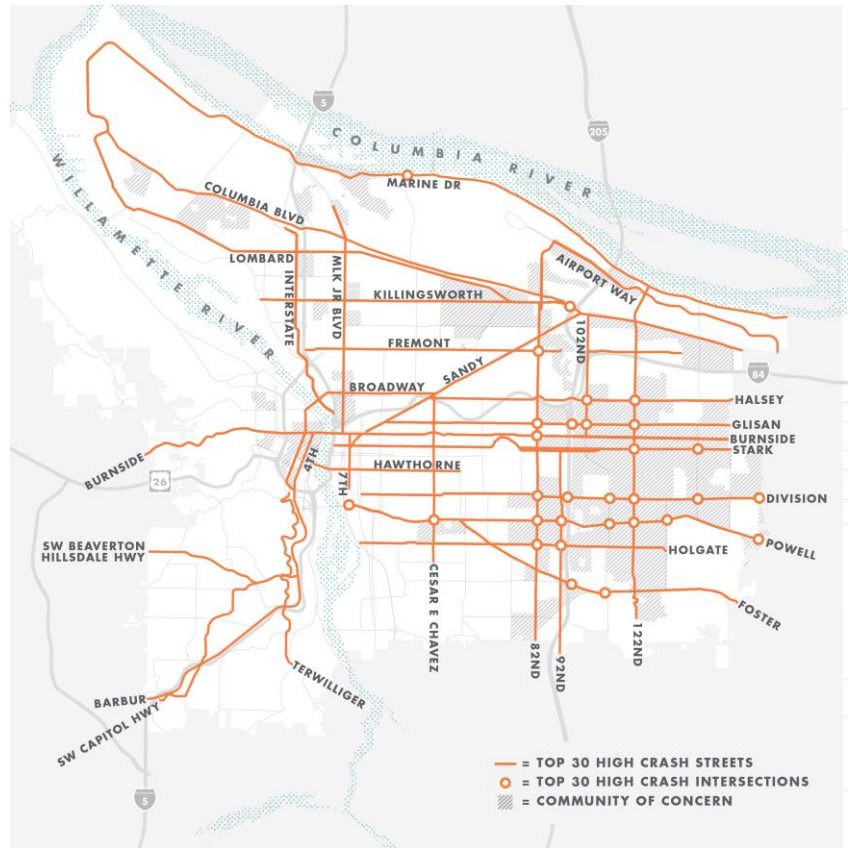 5
205
COLUMBIA RIVER
MARINE DR
WILLAMETTE RIVER
COLUMBIA BLVD
LOMBARD
INTERSTATE
MLK JR BLVD
AIRPORT WAY
KILLINGSWORTH
102ND
FREMONT
SANDY
84
BROADWAY
HALSEY
GLISAN
BURNSIDE
STARK
BURNSIDE
4TH
HAWTHORNE
26
7TH
DIVISION
POWELL
SW BEAVERTON
HILLSDALE HWY
HOLGATE
CESAR E CHAVEZ
FOSTER
82ND
92ND
122ND
TERWILLIGER
BARBUR
SW CAPITOL HWY
5
= TOP 30 HIGH CRASH STREETS
= TOP 30 HIGH CRASH INTERSECTIONS
= COMMUNITY OF CONCERN